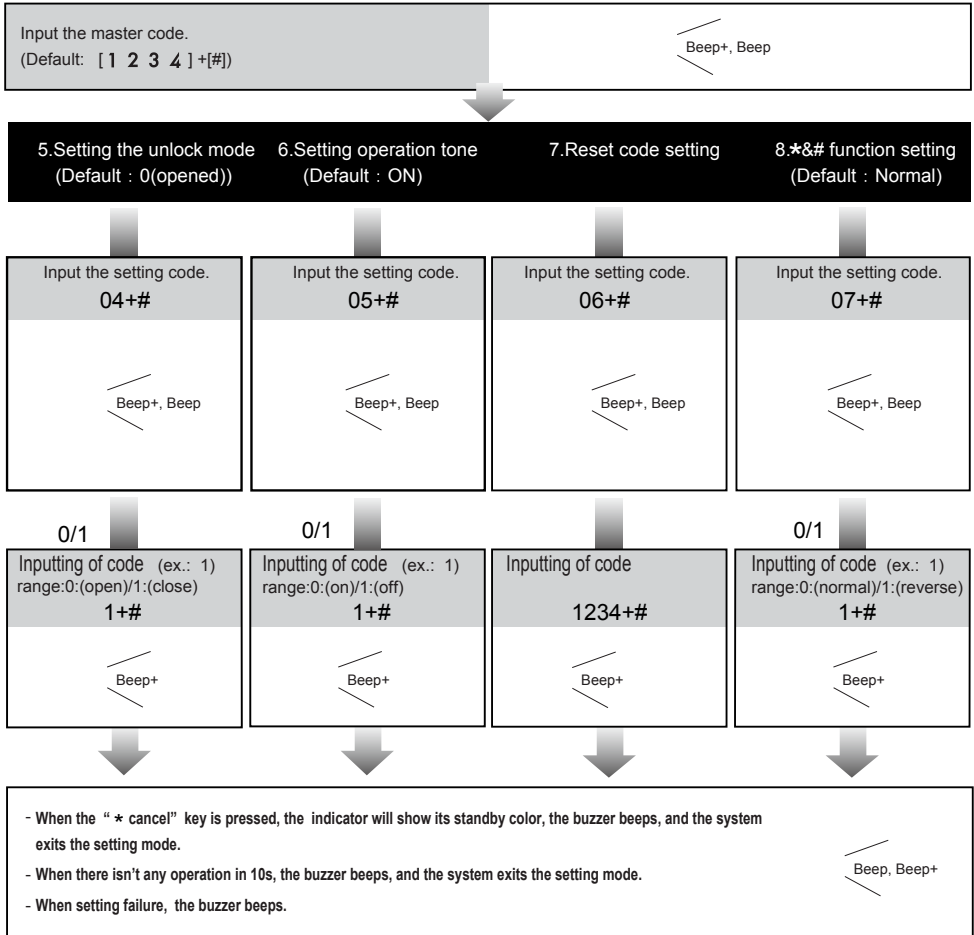 Input the master code.
(Default: [ 1 2 3 4 ] +[#])
Beep+, Beep
5.Setting the unlock mode
(Default : 0(opened))
6.Setting operation tone
(Default : ON)
7.Reset code setting
8.*&# function setting
(Default : Normal)
Input the setting code.
04+#
Input the setting code.
05+#
Input the setting code.
06+#
Input the setting code.
07+#
Beep+, Beep
Beep+, Beep
Beep+, Beep
Beep+, Beep
0/1
0/1
0/1
Inputting of code (ex.: 1)
range:0:(open)/1:(close)
1+#
Inputting of code (ex.: 1)
range:0:(on)/1:(off)
1+#
Inputting of code
1234+#
Inputting of code (ex.: 1)
range:0:(normal)/1:(reverse)
1+#
Beep+
Beep+
Beep+
Beep+
- When the “ * cancel” key is pressed, the indicator will show its standby color, the buzzer beeps, and the system
exits the setting mode.
- When there isn’t any operation in 10s, the buzzer beeps, and the system exits the setting mode.
- When setting failure, the buzzer beeps.
Beep, Beep+